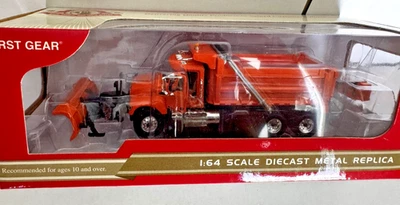 RST GEAR®
Recommended for ages 10 and over.
1:64 SCALE DIECAST METAL REPLICA